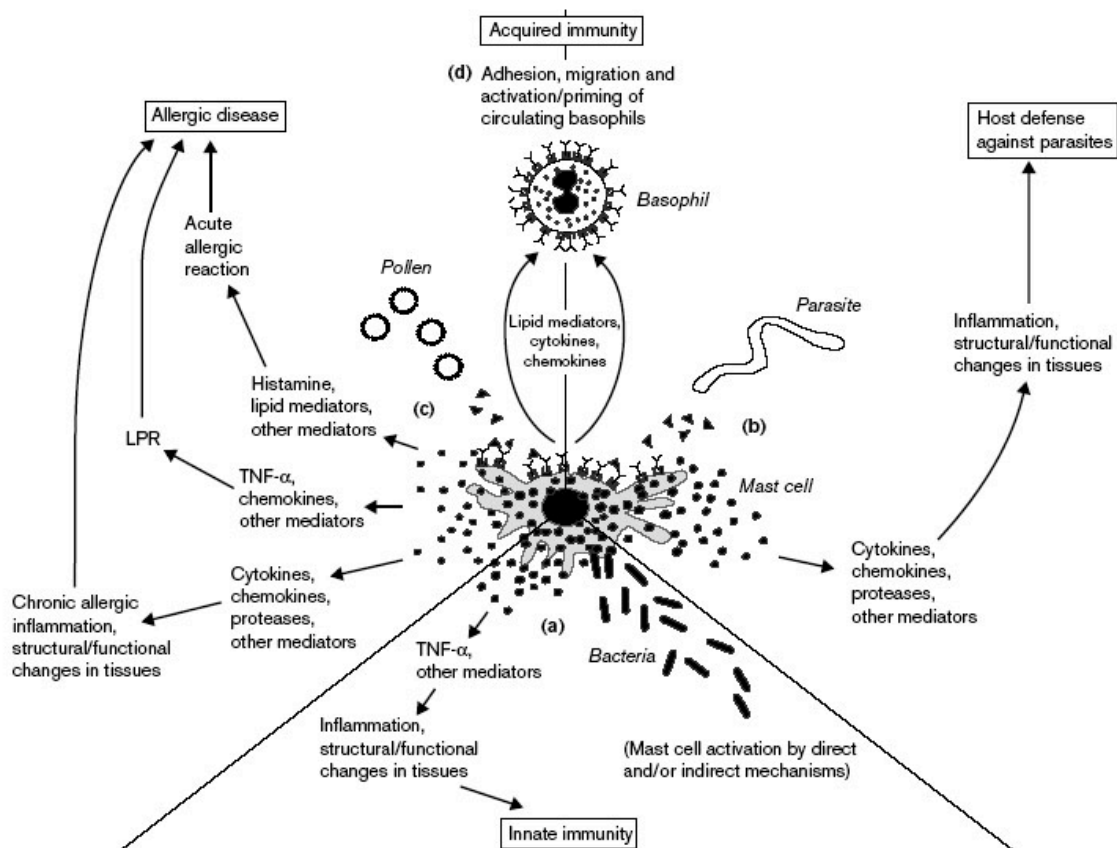 Acquired immunity
(d) Adhesion, migration and
activation/priming of
circulating basophils
Allergic disease
Host defense
against parasites
Basophil
Acute
allergic
reaction
Pollen
Parasite
Lipid mediators,
cytokines,
chemokines
Inflammation,
structural/functional
changes in tissues
Histamine,
lipid mediators,
other mediators
(c)
(b)
LPR
TNF-α,
chemokines,
other mediators
Mast cell
Cytokines,
chemokines,
proteases,
other mediators
Cytokines,
chemokines,
proteases,
other mediators
Chronic allergic
inflammation,
structural/functional
changes in tissues
(a)
TNF-α,
other mediators
Bacteria
Inflammation,
structural/functional
changes in tissues
(Mast cell activation by direct
and/or indirect mechanisms)
Innate immunity